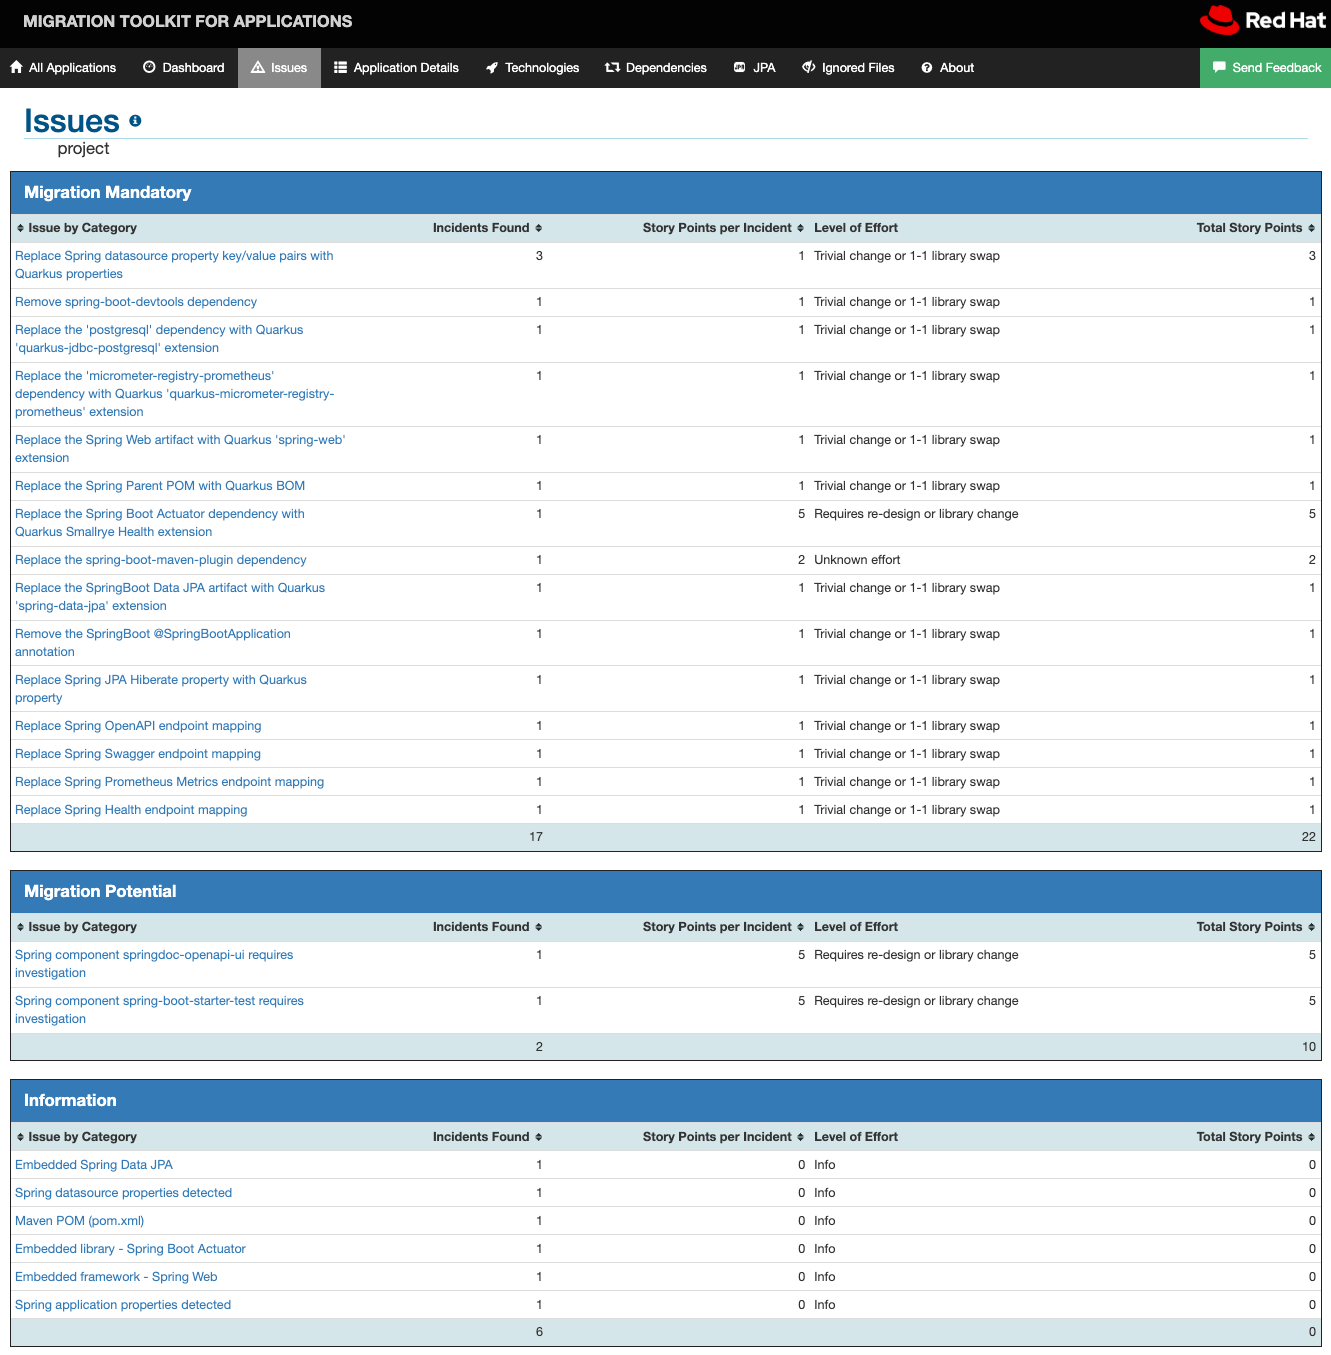 MIGRATION TOOLKIT FOR APPLICATIONS
Red Hat
All Applications Dashboard Issues Application Details Technologies Dependencies JPA Ignored Files About Send Feedback
Issues
project
Migration Mandatory
Issue by Category Incidents Found Story Points per Incident Level of Effort Total Story Points
Replace Spring datasource property key/value pairs with 3 1 Trivial change or 1-1 library swap 3
Quarkus properties
Remove spring-boot-devtools dependency 1 1 Trivial change or 1-1 library swap 1
Replace the 'postgresql' dependency with Quarkus 1 1 Trivial change or 1-1 library swap 1
'quarkus-jdbc-postgresql' extension
Replace the 'micrometer-registry-prometheus' 1 1 Trivial change or 1-1 library swap 1
dependency with Quarkus 'quarkus-micrometer-registry-
prometheus' extension
Replace the Spring Web artifact with Quarkus 'spring-web' 1 1 Trivial change or 1-1 library swap 1
extension
Replace the Spring Parent POM with Quarkus BOM 1 1 Trivial change or 1-1 library swap 1
Replace the Spring Boot Actuator dependency with 1 5 Requires re-design or library change 5
Quarkus Smallrye Health extension
Replace the spring-boot-maven-plugin dependency 1 2 Unknown effort 2
Replace the SpringBoot Data JPA artifact with Quarkus 1 1 Trivial change or 1-1 library swap 1
'spring-data-jpa' extension
Remove the SpringBoot @SpringBootApplication 1 1 Trivial change or 1-1 library swap 1
annotation
Replace Spring JPA Hiberate property with Quarkus 1 1 Trivial change or 1-1 library swap 1
property
Replace Spring OpenAPI endpoint mapping 1 1 Trivial change or 1-1 library swap 1
Replace Spring Swagger endpoint mapping 1 1 Trivial change or 1-1 library swap 1
Replace Spring Prometheus Metrics endpoint mapping 1 1 Trivial change or 1-1 library swap 1
Replace Spring Health endpoint mapping 1 1 Trivial change or 1-1 library swap 1
17 22
Migration Potential
Issue by Category Incidents Found Story Points per Incident Level of Effort Total Story Points
Spring component springdoc-openapi-ui requires 1 5 Requires re-design or library change 5
investigation
Spring component spring-boot-starter-test requires 1 5 Requires re-design or library change 5
investigation
2 10
Information
Issue by Category Incidents Found Story Points per Incident Level of Effort Total Story Points
Embedded Spring Data JPA 1 0 Info 0
Spring datasource properties detected 1 0 Info 0
Maven POM (pom.xml) 1 0 Info 0
Embedded library - Spring Boot Actuator 1 0 Info 0
Embedded framework - Spring Web 1 0 Info 0
Spring application properties detected 1 0 Info 0
6 0